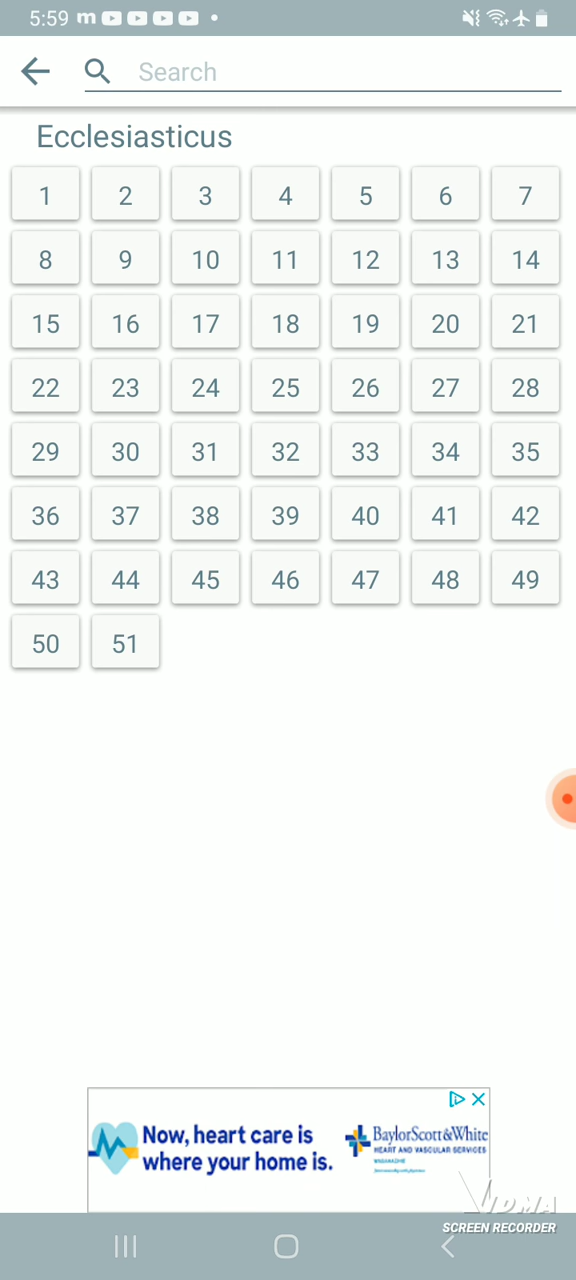 5:59 m
Search
Ecclesiasticus
1 2 3 4 5 6 7
8 9 10 11 12 13 14
15 16 17 18 19 20 21
22 23 24 25 26 27 28
29 30 31 32 33 34 35
36 37 38 39 40 41 42
43 44 45 46 47 48 49
50 51
Now, heart care is
where your home is.
BaylorScott&White
HEART AND VASCULAR SERVICES
WAXAHACHIE
VIDMA
SCREEN RECORDER